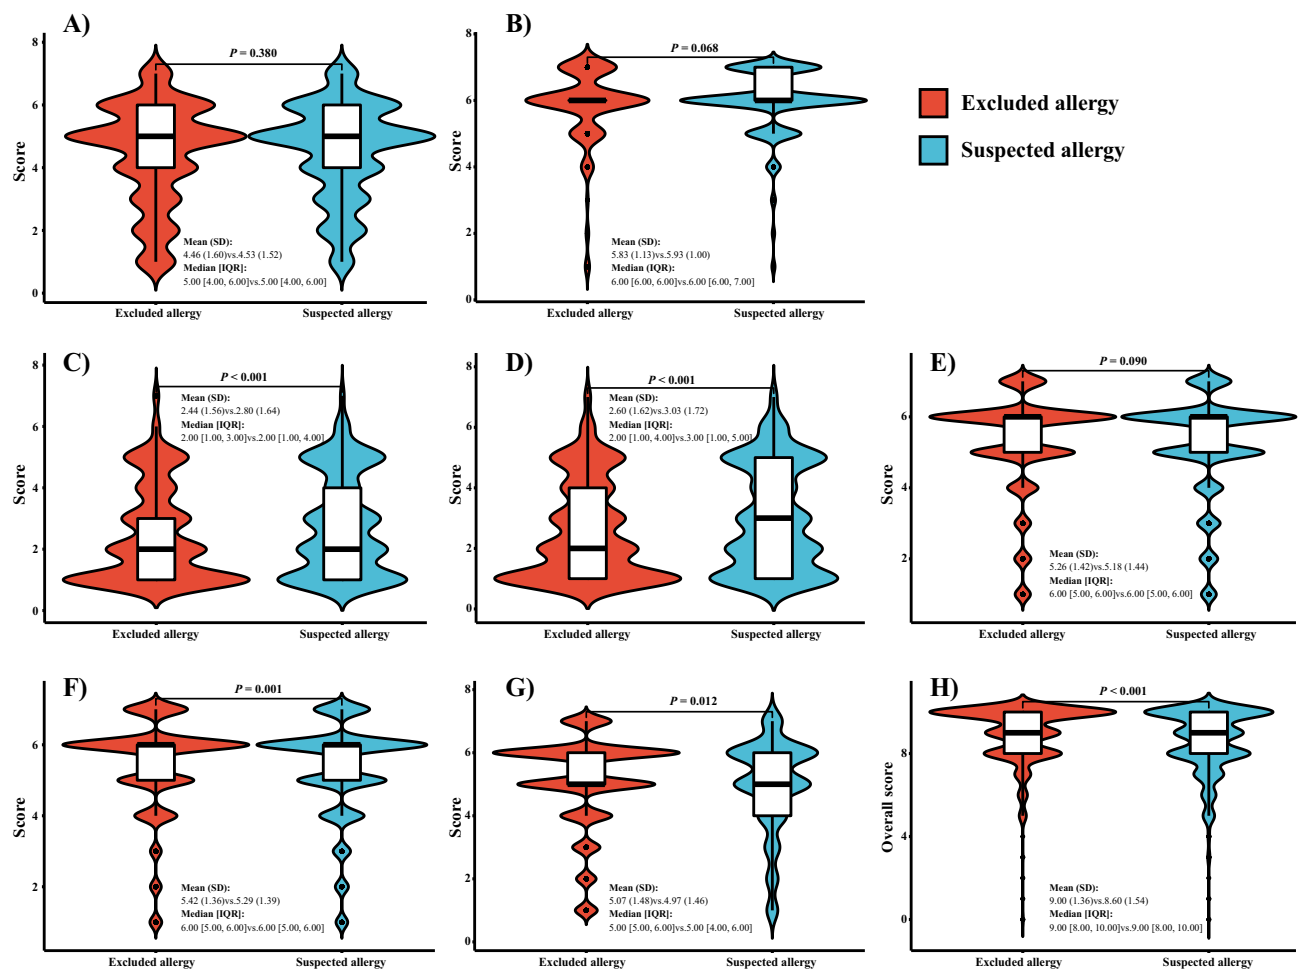 A)
P = 0.380
8
6
4
2
0
Score
Mean (SD):
4.46 (1.60)vs.4.53 (1.52)
Median [IQR]:
5.00 [4.00, 6.00]vs.5.00 [4.00, 6.00]
Excluded allergy
Suspected allergy
B)
P = 0.068
8
6
4
2
0
Score
Mean (SD):
5.83 (1.13)vs.5.93 (1.00)
Median (IQR):
6.00 [6.00, 6.00]vs.6.00 [6.00, 7.00]
Excluded allergy
Suspected allergy
Excluded allergy
Suspected allergy
C)
P < 0.001
8
6
4
2
0
Score
Mean (SD):
2.44 (1.56)vs.2.80 (1.64)
Median [IQR]:
2.00 [1.00, 3.00]vs.2.00 [1.00, 4.00]
Excluded allergy
Suspected allergy
D)
P < 0.001
8
6
4
2
0
Score
Mean (SD):
2.60 (1.62)vs.3.03 (1.72)
Median [IQR]:
2.00 [1.00, 4.00]vs.3.00 [1.00, 5.00]
Excluded allergy
Suspected allergy
E)
P = 0.090
6
4
2
Score
Mean (SD):
5.26 (1.42)vs.5.18 (1.44)
Median [IQR]:
6.00 [5.00, 6.00]vs.6.00 [5.00, 6.00]
Excluded allergy
Suspected allergy
F)
P = 0.001
6
4
2
Score
Mean (SD):
5.42 (1.36)vs.5.29 (1.39)
Median [IQR]:
6.00 [5.00, 6.00]vs.6.00 [5.00, 6.00]
Excluded allergy
Suspected allergy
G)
P = 0.012
8
6
4
2
0
Score
Mean (SD):
5.07 (1.48)vs.4.97 (1.46)
Median [IQR]:
5.00 [5.00, 6.00]vs.5.00 [4.00, 6.00]
Excluded allergy
Suspected allergy
H)
P < 0.001
8
4
0
Overall score
Mean (SD):
9.00 (1.36)vs.8.60 (1.54)
Median [IQR]:
9.00 [8.00, 10.00]vs.9.00 [8.00, 10.00]
Excluded allergy
Suspected allergy